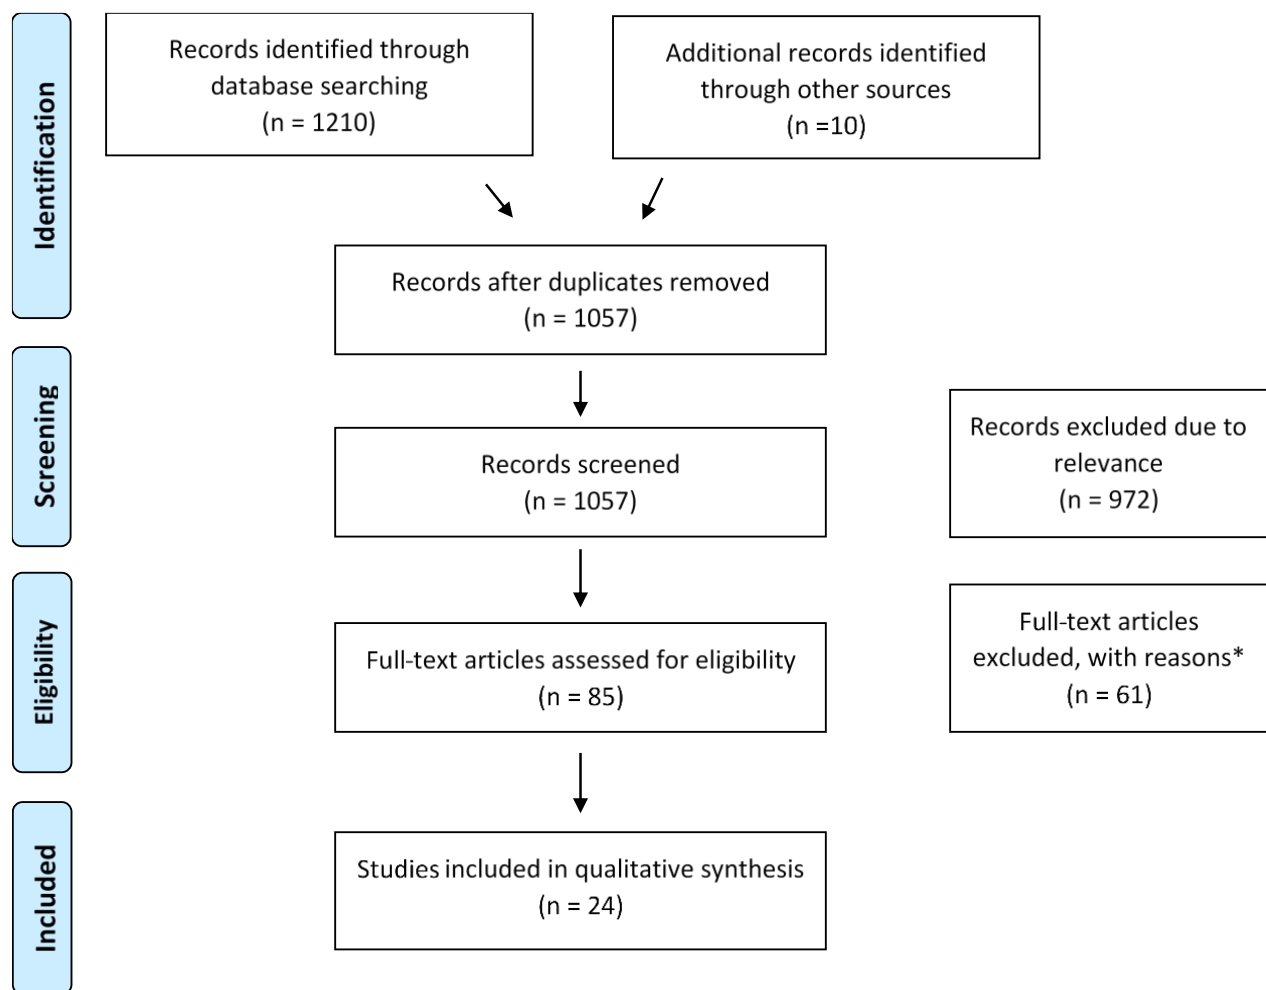 Identification
Records identified through
database searching
(n = 1210)
Additional records identified
through other sources
(n =10)
Records after duplicates removed
(n = 1057)
Screening
Records screened
(n = 1057)
Records excluded due to
relevance
(n = 972)
Eligibility
Full-text articles assessed for eligibility
(n = 85)
Full-text articles
excluded, with reasons*
(n = 61)
Included
Studies included in qualitative synthesis
(n = 24)